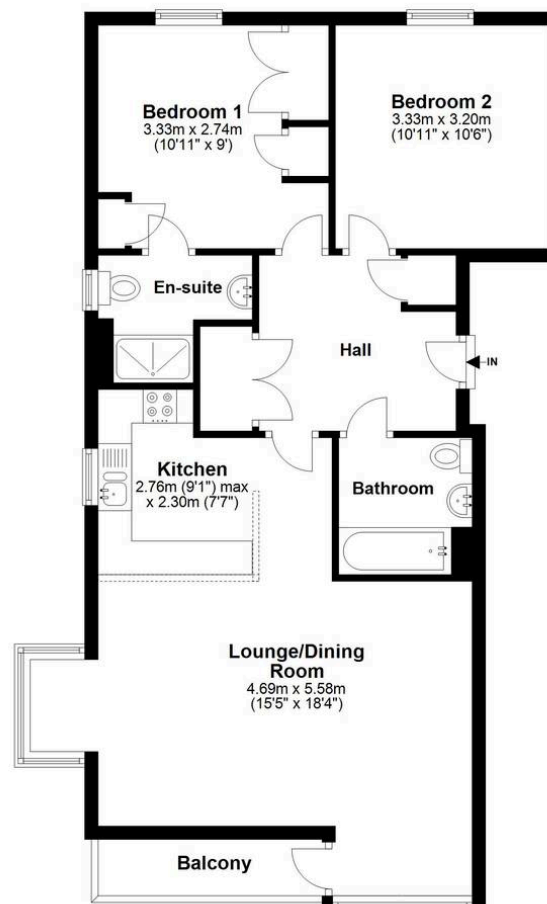 Bedroom 1
3.33m x 2.74m
(10'11" x 9')
Bedroom 2
3.33m x 3.20m
(10'11" x 10'6")
En-suite
Hall
IN
Kitchen
2.76m (9'1") max
x 2.30m (7'7")
Bathroom
Lounge/Dining
Room
4.69m x 5.58m
(15'5" x 18'4")
Balcony